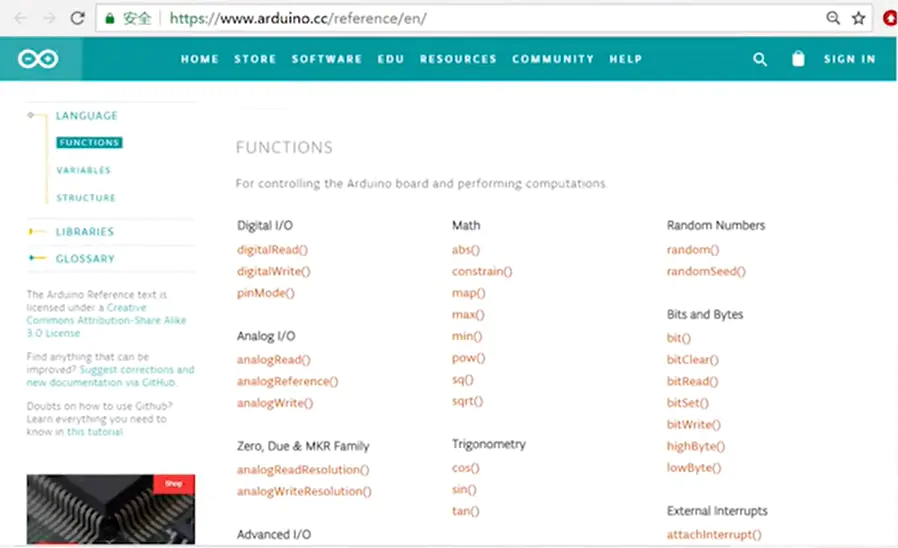 安全 https://www.arduino.cc/reference/en/
HOME STORE SOFTWARE EDU RESOURCES COMMUNITY HELP SIGN IN
LANGUAGE
FUNCTIONS
VARIABLES
STRUCTURE
LIBRARIES
GLOSSARY
The Arduino Reference text is
licensed under a Creative
Commons Attribution-Share Alike
3.0 License
Find anything that can be
improved? Suggest corrections and
new documentation via GitHub.
Doubts on how to use Github?
Learn everything you need to
know in this tutorial
Shop
FUNCTIONS
For controlling the Arduino board and performing computations
Digital I/O
digitalRead()
digitalWrite()
pinMode()
Analog I/O
analogRead()
analogReference()
analogWrite()
Zero, Due & MKR Family
analogReadResolution()
analogWriteResolution()
Advanced I/O
Math
abs()
constrain()
map()
max()
min()
pow()
sq()
sqrt()
Trigonometry
cos()
sin()
tan()
Random Numbers
random()
randomSeed()
Bits and Bytes
bit()
bitClear()
bitRead()
bitSet()
bitWrite()
highByte()
lowByte()
External Interrupts
attachInterrupt()